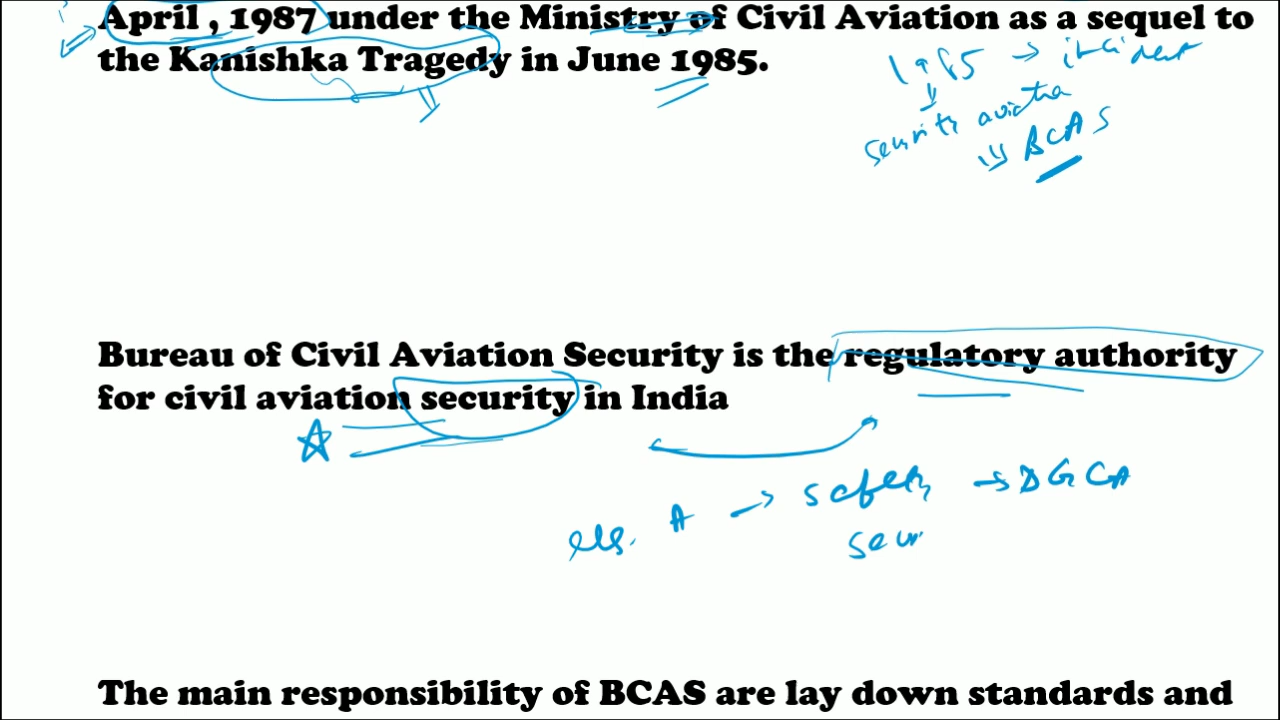 April , 1987 under the Ministry of Civil Aviation as a sequel to
the Kanishka Tragedy in June 1985.
1985 → incident
security aviation
BCAS
Bureau of Civil Aviation Security is the regulatory authority
for civil aviation security in India
A → safety → DGCA
The main responsibility of BCAS are lay down standards and